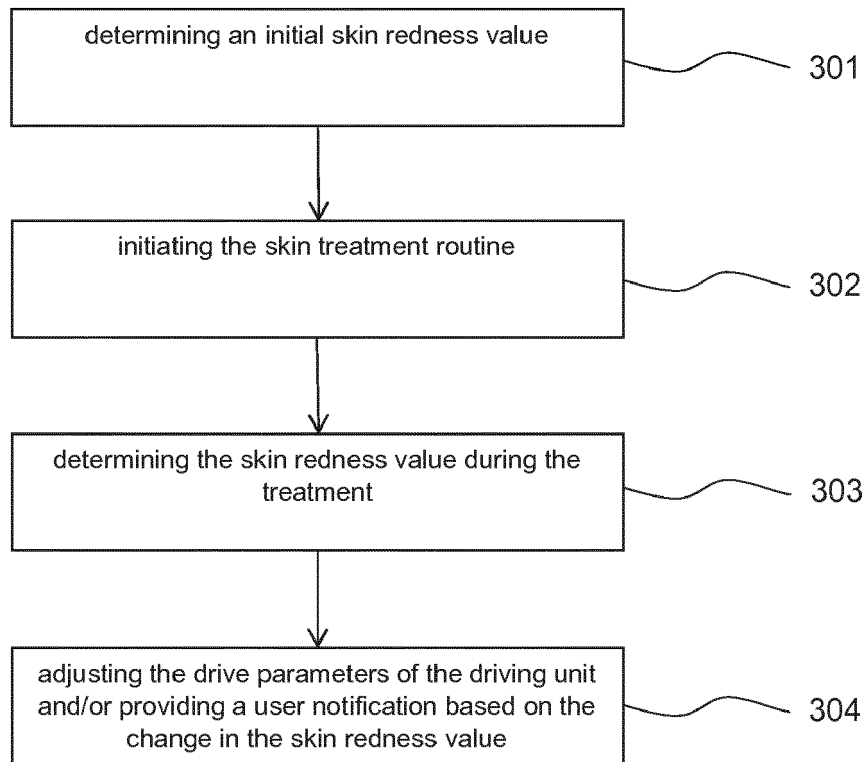 determining an initial skin redness value
301
initiating the skin treatment routine
302
determining the skin redness value during the
treatment
303
adjusting the drive parameters of the driving unit
and/or providing a user notification based on the
change in the skin redness value
304